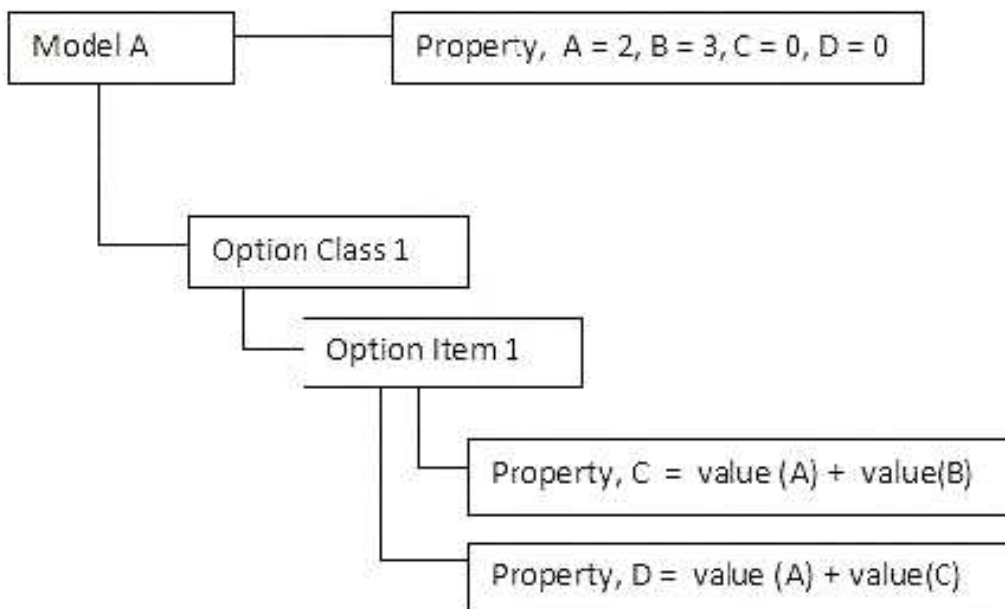 Model A
Property, A = 2, B = 3, C = 0, D = 0
Option Class 1
Option Item 1
Property, C = value (A) + value(B)
Property, D = value (A) + value(C)